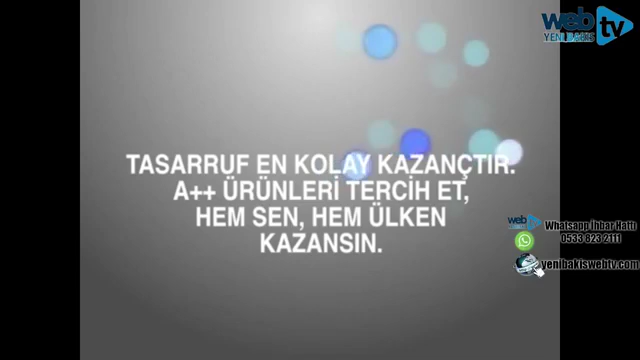 web tv
YENİ BAKIŞ
TASARRUF EN KOLAY KAZANÇTIR.
A++ ÜRÜNLERİ TERCİH ET,
HEM SEN, HEM ÜLKEN
KAZANSIN.
web
Whatsapp İhbar Hattı
0533 823 2111
yenibakiswebtv.com